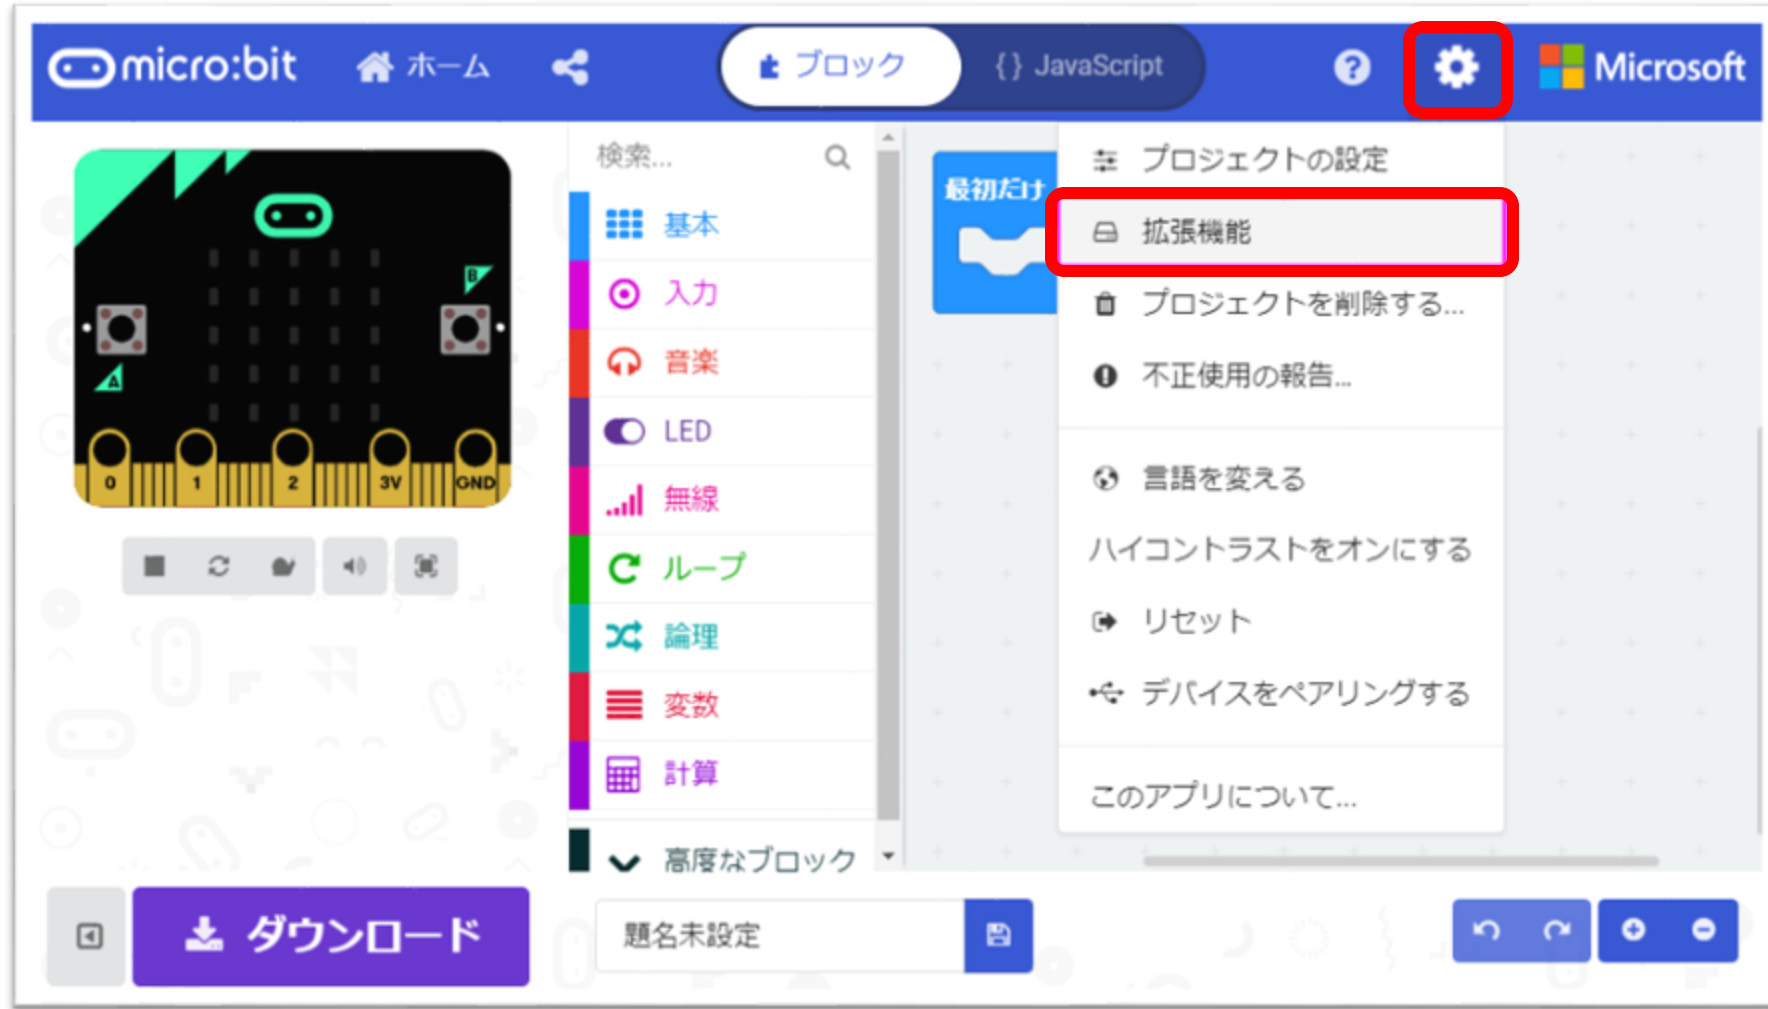 micro:bit ホーム ブロック {} JavaScript ? Microsoft
B
A
0 1 2 3V GND
検索...
基本
入力
音楽
LED
無線
ループ
論理
変数
計算
高度なブロック
最初だけ
プロジェクトの設定
拡張機能
プロジェクトを削除する...
不正使用の報告...
言語を変える
ハイコントラストをオンにする
リセット
デバイスをペアリングする
このアプリについて...
ダウンロード
題名未設定